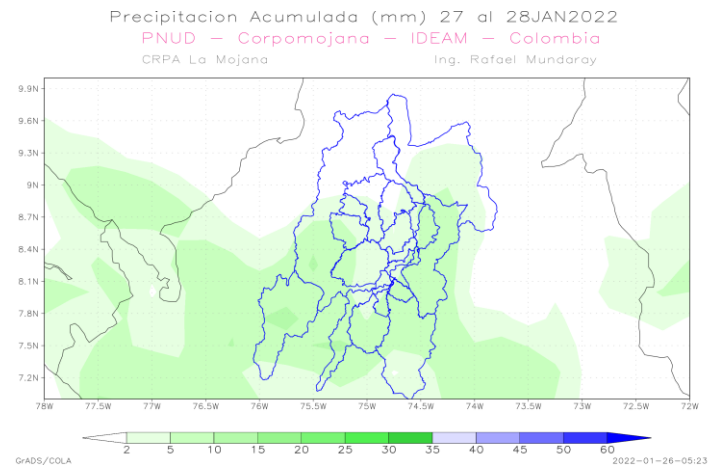 Precipitacion Acumulada (mm) 27 al 28JAN2022
PNUD – Corpomojana – IDEAM – Colombia
CRPA La Mojana Ing. Rafael Mundaray
9.9N
9.6N
9.3N
9N
8.7N
8.4N
8.1N
7.8N
7.5N
7.2N
78W 77.5W 77W 76.5W 76W 75.5W 75W 74.5W 74W 73.5W 73W 72.5W 72W
2 5 10 15 20 25 30 35 40 45 50 60
GrADS/COLA 2022-01-26-05:23